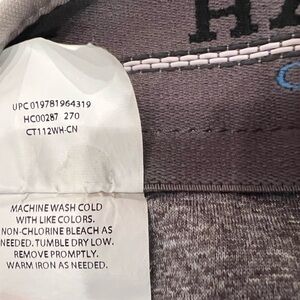 HA
UPC 019781964319
HC00287 270
CT112WH-CN
MACHINE WASH COLD
WITH LIKE COLORS.
NON-CHLORINE BLEACH AS
NEEDED. TUMBLE DRY LOW.
REMOVE PROMPTLY.
WARM IRON AS NEEDED.